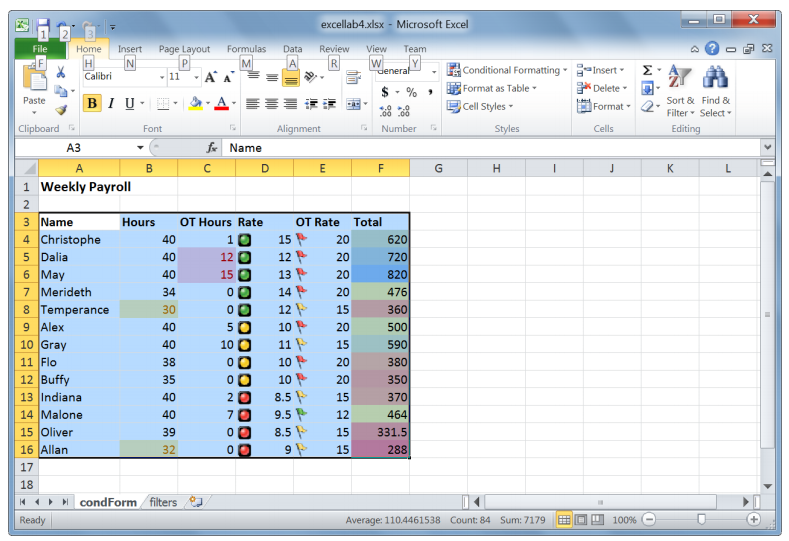 excellab4.xlsx - Microsoft Excel
1 2 3
File Home Insert Page Layout Formulas Data Review View Team
F H N P M A R W Y
Paste Calibri 11 A A General Conditional Formatting Insert Σ
B I U A $ % , Format as Table Delete Sort & Filter Find & Select
.00 .0 .0 .00 Cell Styles Format
Clipboard Font Alignment Number Styles Cells Editing
A3 fx Name
A B C D E F G H I J K L
1 Weekly Payroll
2
3 Name Hours OT Hours Rate OT Rate Total
4 Christophe 40 1 15 20 620
5 Dalia 40 12 12 20 720
6 May 40 15 13 20 820
7 Merideth 34 0 14 20 476
8 Temperance 30 0 12 15 360
9 Alex 40 5 10 20 500
10 Gray 40 10 11 15 590
11 Flo 38 0 10 20 380
12 Buffy 35 0 10 20 350
13 Indiana 40 2 8.5 15 370
14 Malone 40 7 9.5 12 464
15 Oliver 39 0 8.5 15 331.5
16 Allan 32 0 9 15 288
17
18
condForm filters
Ready Average: 110.4461538 Count: 84 Sum: 7179 100%